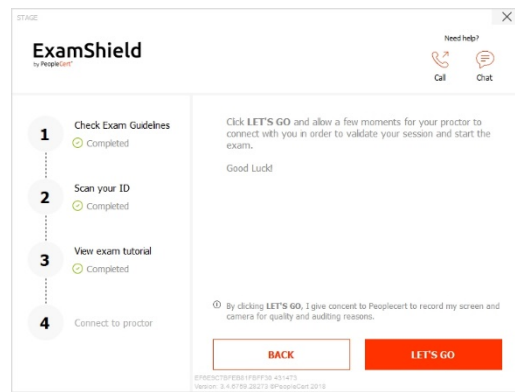 STAGE
Need help?
ExamShield
by PeopleCert
Call
Chat
1
Check Exam Guidelines
Completed
2
Scan your ID
Completed
3
View exam tutorial
Completed
4
Connect to proctor
Click LET'S GO and allow a few moments for your proctor to
connect with you in order to validate your session and start the
exam.
Good Luck!
By clicking LET'S GO, I give concent to Peoplecert to record my screen and
camera for quality and auditing reasons.
BACK
LET'S GO
©PeopleCert 2018